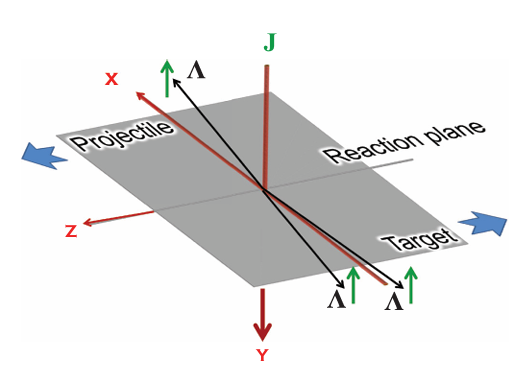 J
Λ
X
Projectile
Reaction plane
Z
Target
Λ
Λ
Y